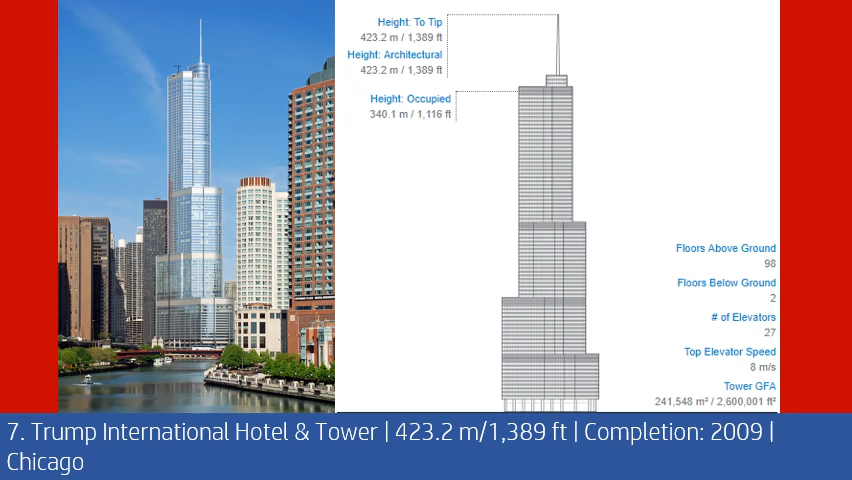 Height: To Tip
423.2 m / 1,389 ft
Height: Architectural
423.2 m / 1,389 ft
Height: Occupied
340.1 m / 1,116 ft
Floors Above Ground
98
Floors Below Ground
2
# of Elevators
27
Top Elevator Speed
8 m/s
Tower GFA
241,548 m² / 2,600,001 ft²
7. Trump International Hotel & Tower | 423.2 m/1,389 ft | Completion: 2009 |
Chicago